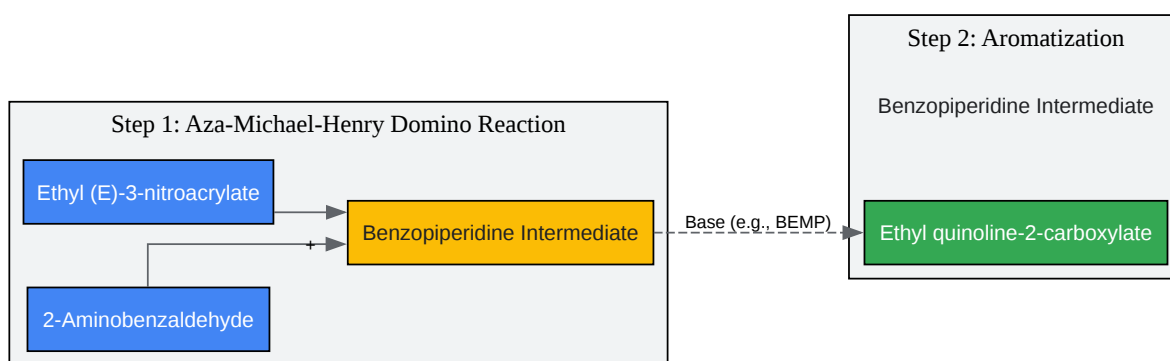 Step 1: Aza-Michael-Henry Domino Reaction
Ethyl (E)-3-nitroacrylate
2-Aminobenzaldehyde
+
Benzopiperidine Intermediate
Base (e.g., BEMP)
Step 2: Aromatization
Benzopiperidine Intermediate
Ethyl quinoline-2-carboxylate